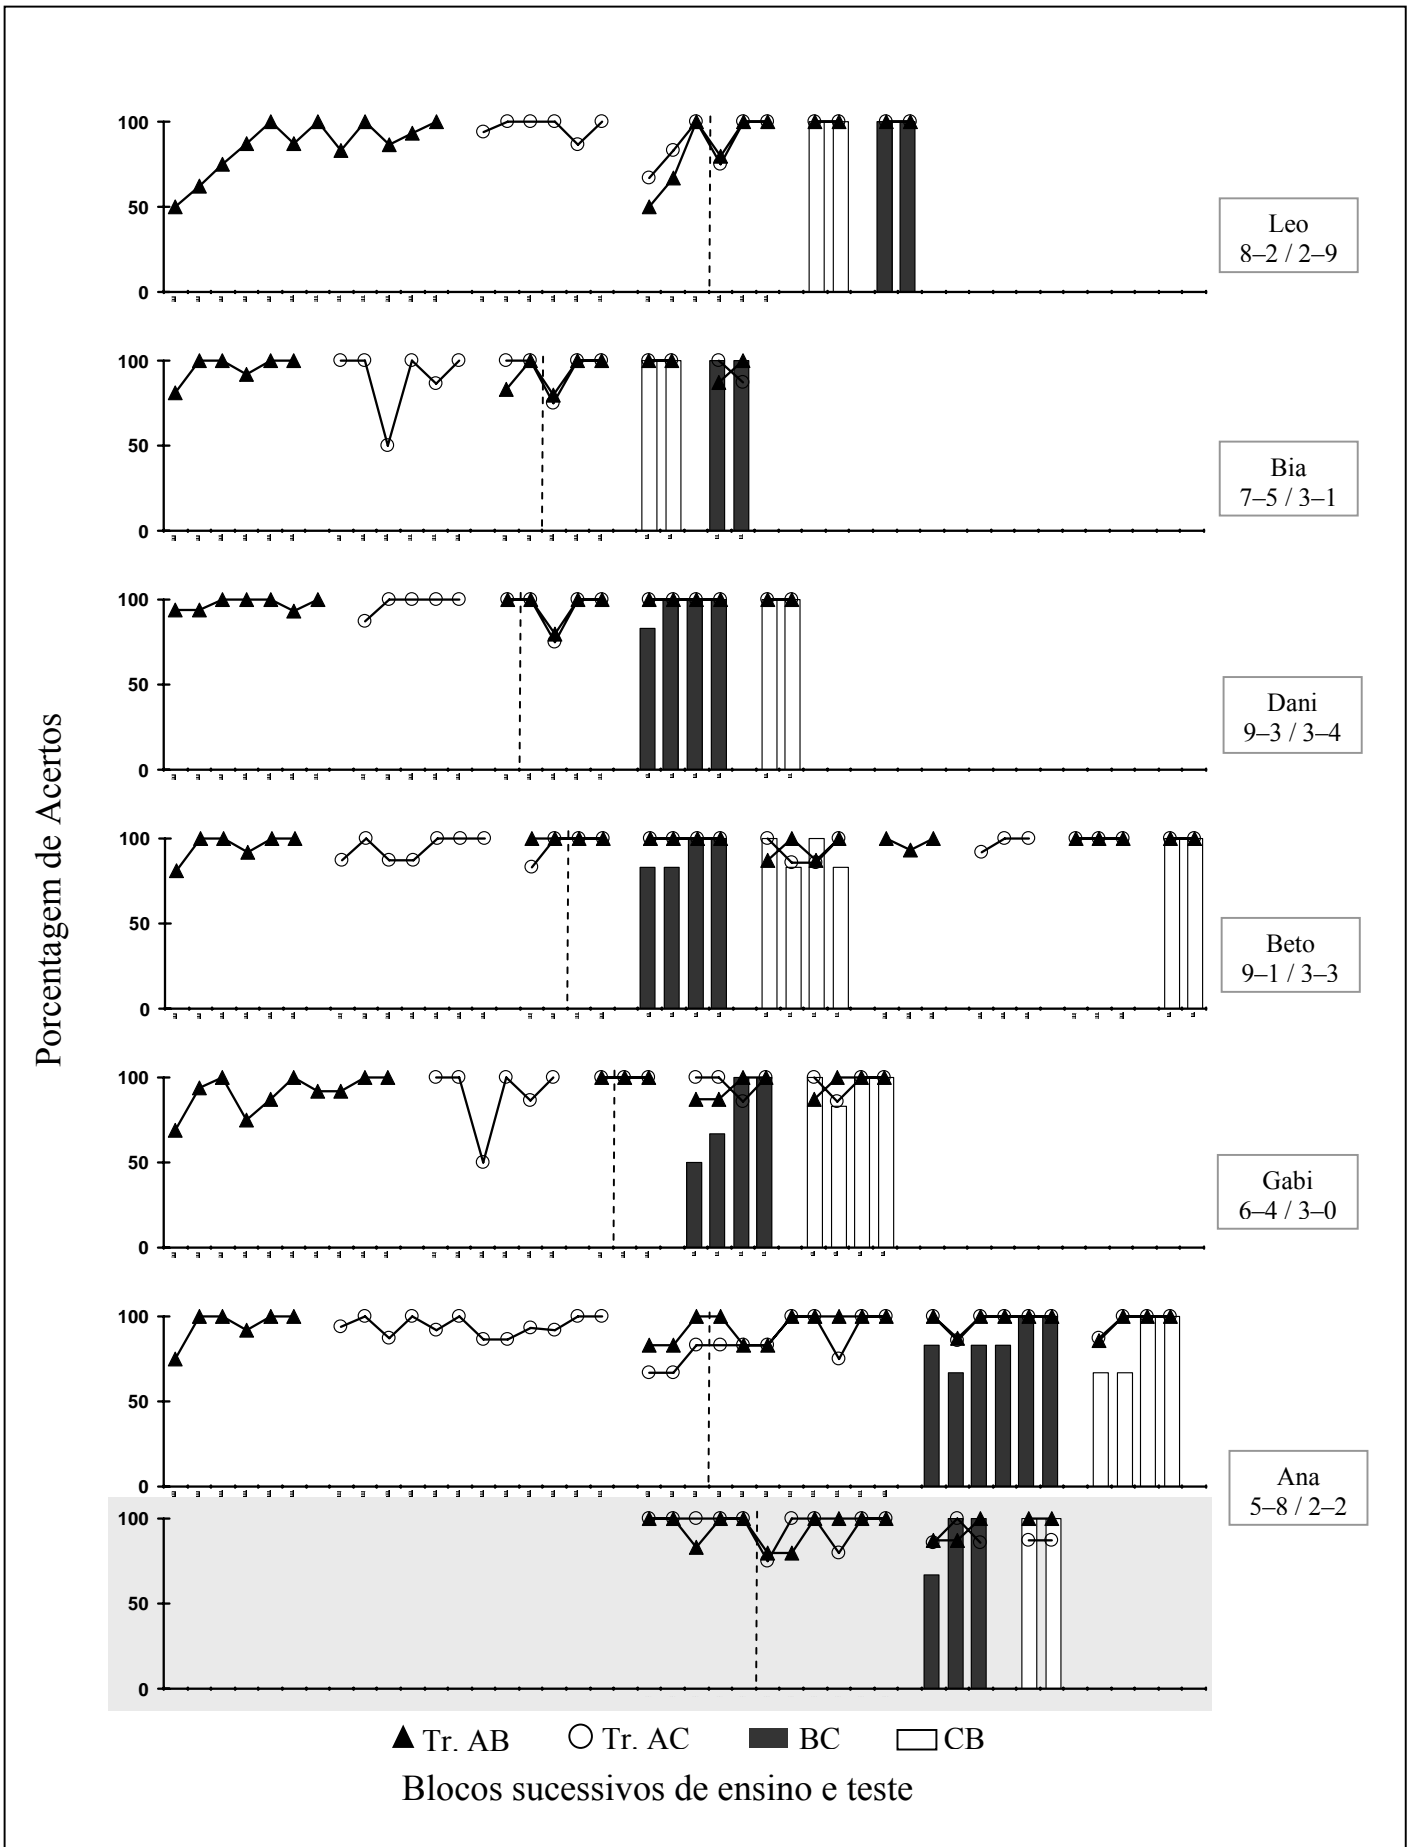 Porcentagem de Acertos
100
50
0
Leo
8–2 / 2–9
100
50
0
Bia
7–5 / 3–1
100
50
0
Dani
9–3 / 3–4
100
50
0
Beto
9–1 / 3–3
100
50
0
Gabi
6–4 / 3–0
100
50
0
Ana
5–8 / 2–2
100
50
0
Tr. AB Tr. AC BC CB
Blocos sucessivos de ensino e teste